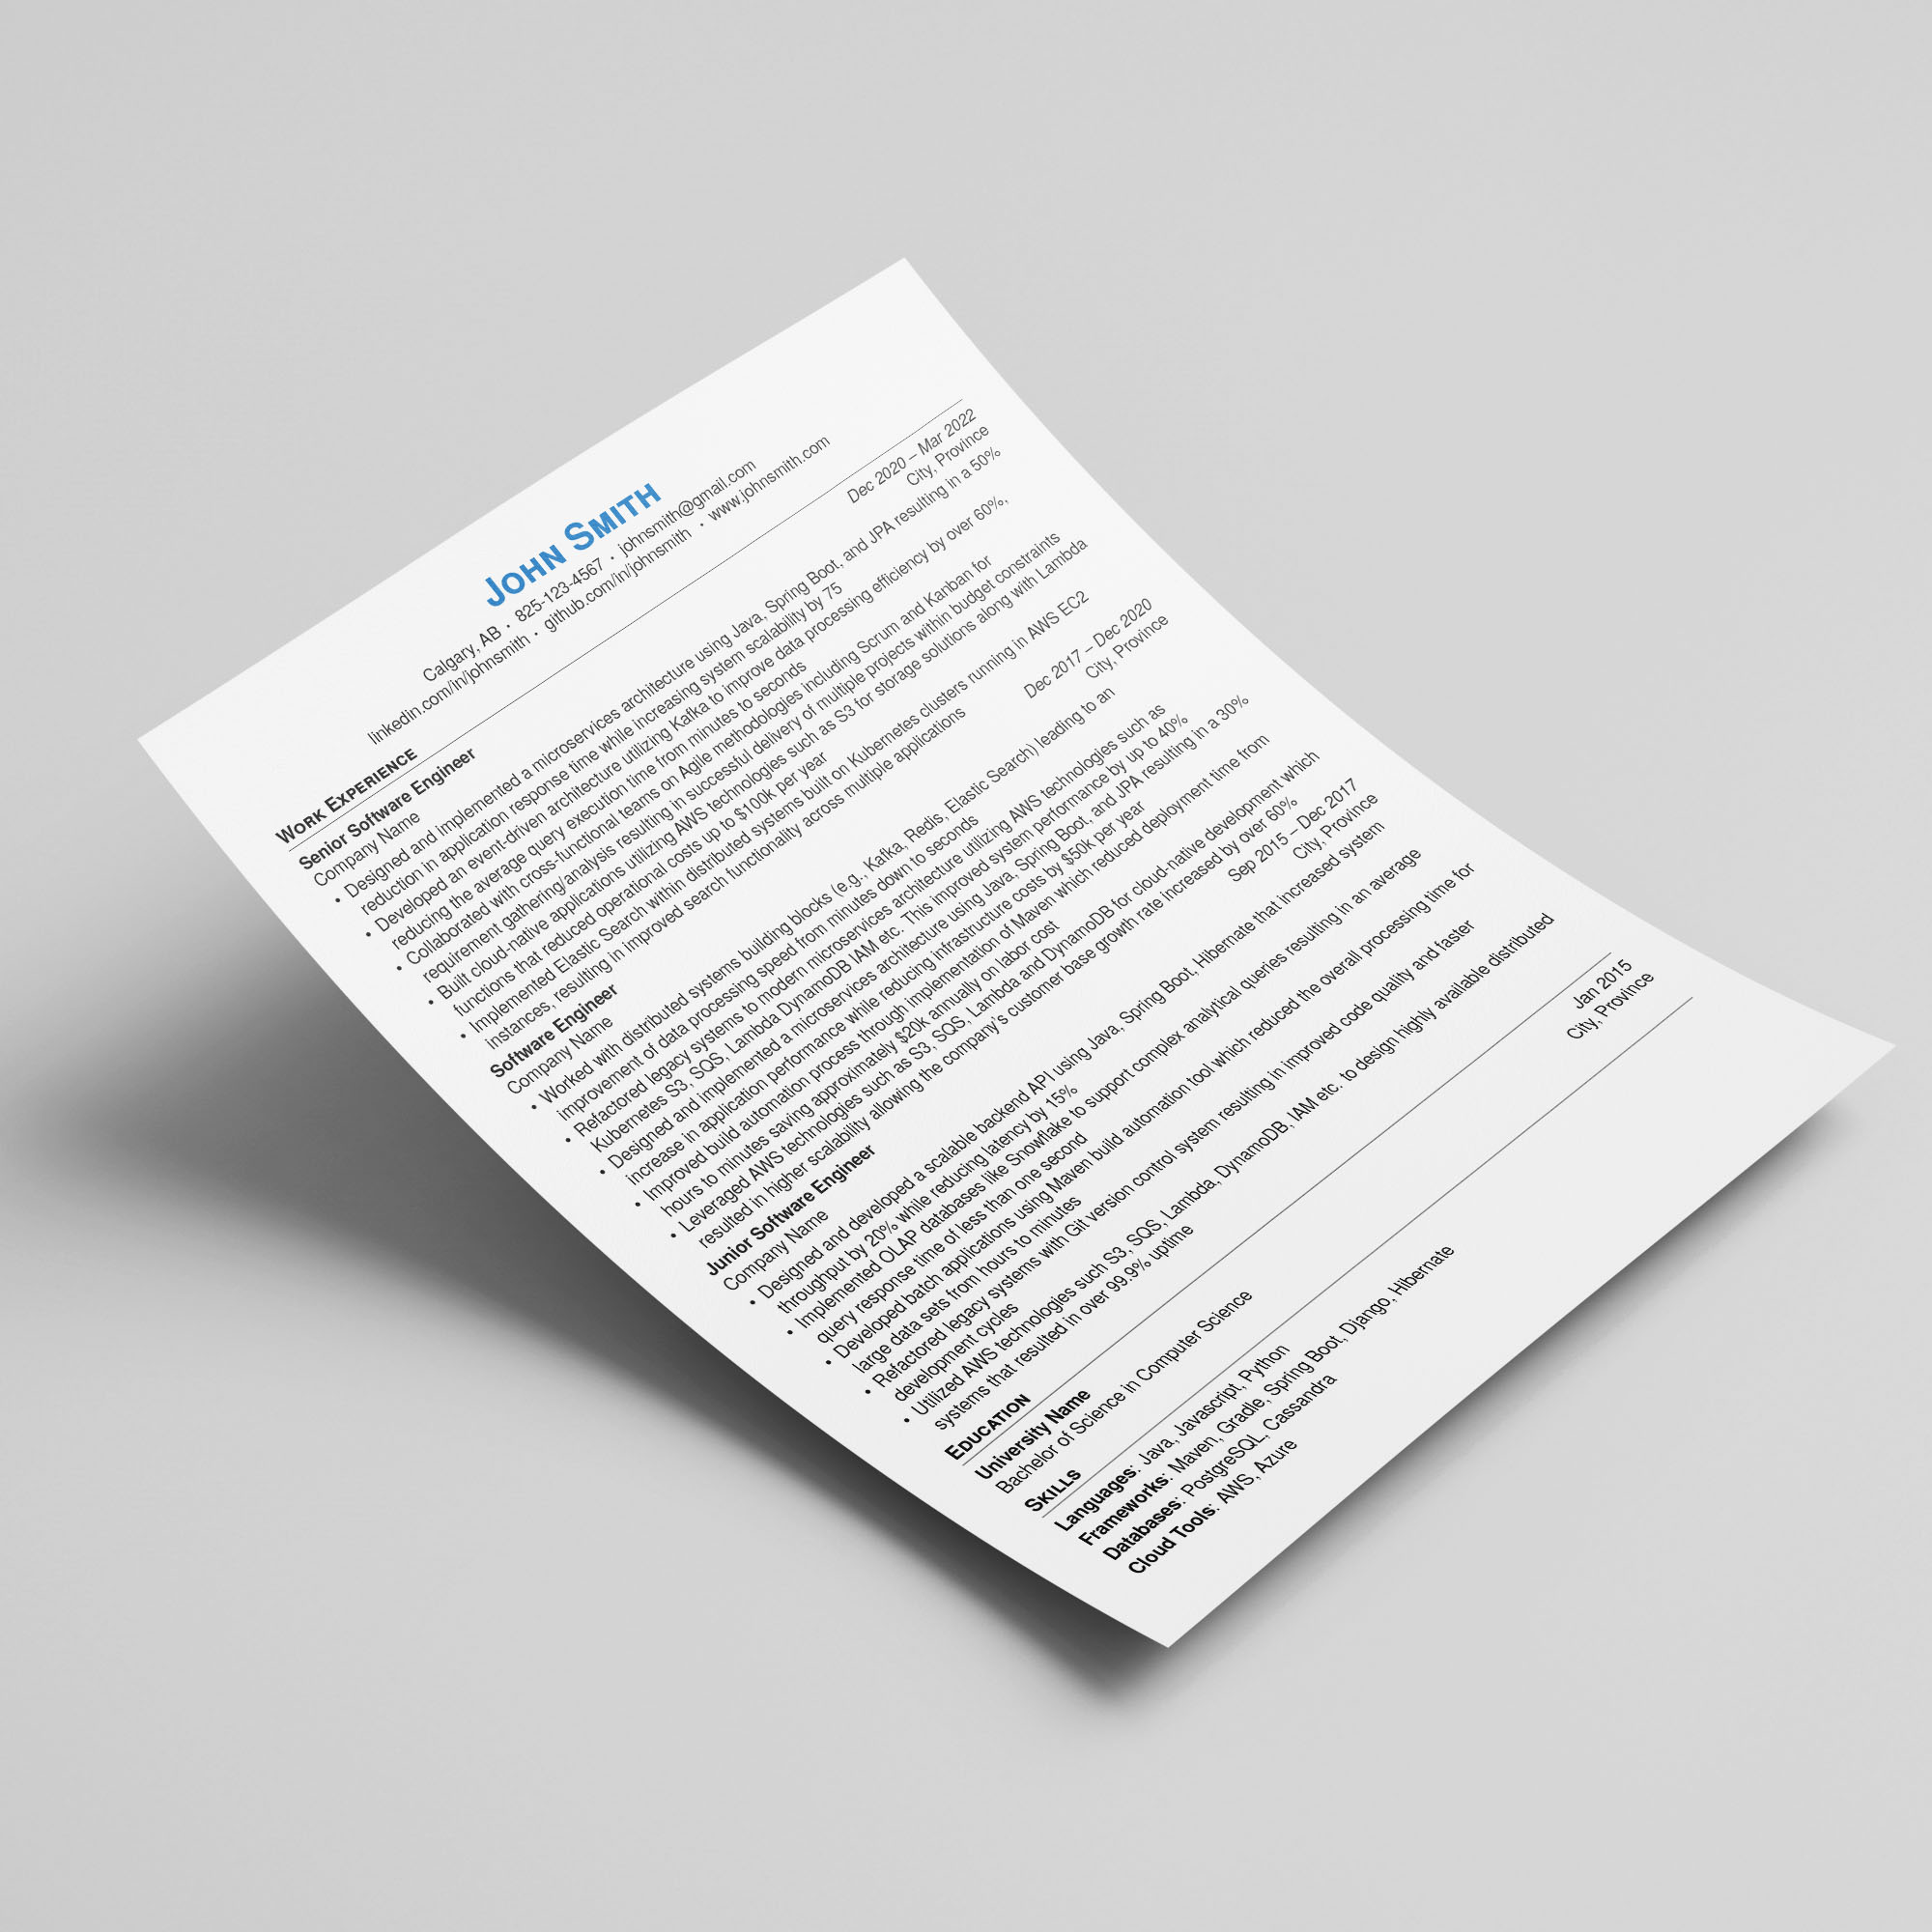 John Smith
Calgary, AB • 825-123-4567 • johnsmith@gmail.com
linkedin.com/in/johnsmith • github.com/in/johnsmith • www.johnsmith.com
Work Experience
Senior Software Engineer Dec 2020 – Mar 2022
Company Name City, Province
• Designed and implemented a microservices architecture using Java, Spring Boot, and JPA resulting in a 50%
reduction in application response time while increasing system scalability by 75
• Developed an event-driven architecture utilizing Kafka to improve data processing efficiency by over 60%,
reducing the average query execution time from minutes to seconds
• Collaborated with cross-functional teams on Agile methodologies including Scrum and Kanban for
requirement gathering/analysis resulting in successful delivery of multiple projects within budget constraints
• Built cloud-native applications utilizing AWS technologies such as S3 for storage solutions along with Lambda
functions that reduced operational costs up to $100k per year
• Implemented Elastic Search within distributed systems built on Kubernetes clusters running in AWS EC2
instances, resulting in improved search functionality across multiple applications
Software Engineer Dec 2017 – Dec 2020
Company Name City, Province
• Worked with distributed systems building blocks (e.g., Kafka, Redis, Elastic Search) leading to an
improvement of data processing speed from minutes down to seconds
• Refactored legacy systems to modern microservices architecture utilizing AWS technologies such as
Kubernetes S3, SQS, Lambda DynamoDB IAM etc. This improved system performance by up to 40%
• Designed and implemented a microservices architecture using Java, Spring Boot, and JPA resulting in a 30%
increase in application performance while reducing infrastructure costs by $50k per year
• Improved build automation process through implementation of Maven which reduced deployment time from
hours to minutes saving approximately $20k annually on labor cost
• Leveraged AWS technologies such as S3, SQS, Lambda and DynamoDB for cloud-native development which
resulted in higher scalability allowing the company's customer base growth rate increased by over 60%
Junior Software Engineer Sep 2015 – Dec 2017
Company Name City, Province
• Designed and developed a scalable backend API using Java, Spring Boot, Hibernate that increased system
throughput by 20% while reducing latency by 15%
• Implemented OLAP databases like Snowflake to support complex analytical queries resulting in an average
query response time of less than one second
• Developed batch applications using Maven build automation tool which reduced the overall processing time for
large data sets from hours to minutes
• Refactored legacy systems with Git version control system resulting in improved code quality and faster
development cycles
• Utilized AWS technologies such S3, SQS, Lambda, DynamoDB, IAM etc. to design highly available distributed
systems that resulted in over 99.9% uptime
Education
University Name Jan 2015
Bachelor of Science in Computer Science City, Province
Skills
Languages: Java, Javascript, Python
Frameworks: Maven, Gradle, Spring Boot, Django, Hibernate
Databases: PostgreSQL, Cassandra
Cloud Tools: AWS, Azure